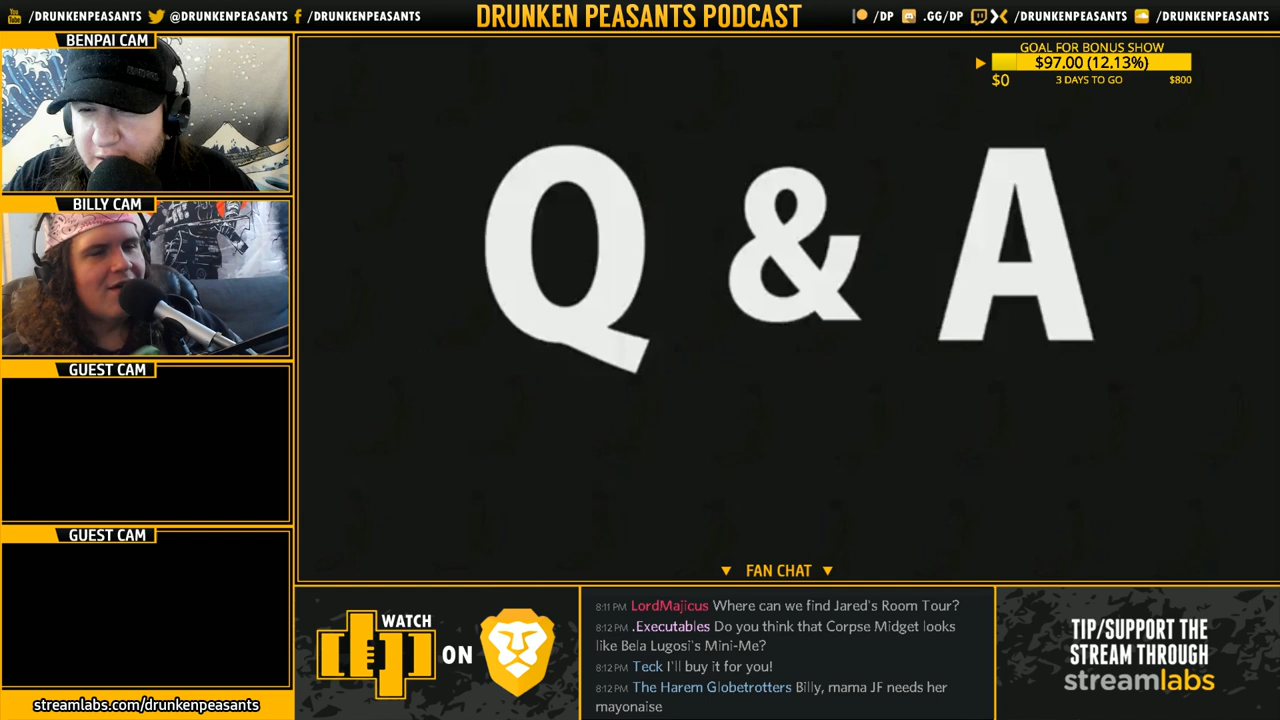 You Tube /DRUNKENPEASANTS @DRUNKENPEASANTS f /DRUNKENPEASANTS
DRUNKEN PEASANTS PODCAST
/DP .GG/DP /DRUNKENPEASANTS /DRUNKENPEASANTS
BENPAI CAM
GOAL FOR BONUS SHOW
$97.00 (12.13%)
$0 3 DAYS TO GO $800
Q & A
BILLY CAM
GUEST CAM
GUEST CAM
FAN CHAT
WATCH
ON
8:11 PM LordMajicus Where can we find Jared's Room Tour?
8:12 PM .Executables Do you think that Corpse Midget looks
like Bela Lugosi's Mini-Me?
8:12 PM Teck I'll buy it for you!
8:12 PM The Harem Globetrotters Billy, mama JF needs her
mayonaise
TIP/SUPPORT THE
STREAM THROUGH
streamlabs
streamlabs.com/drunkenpeasants